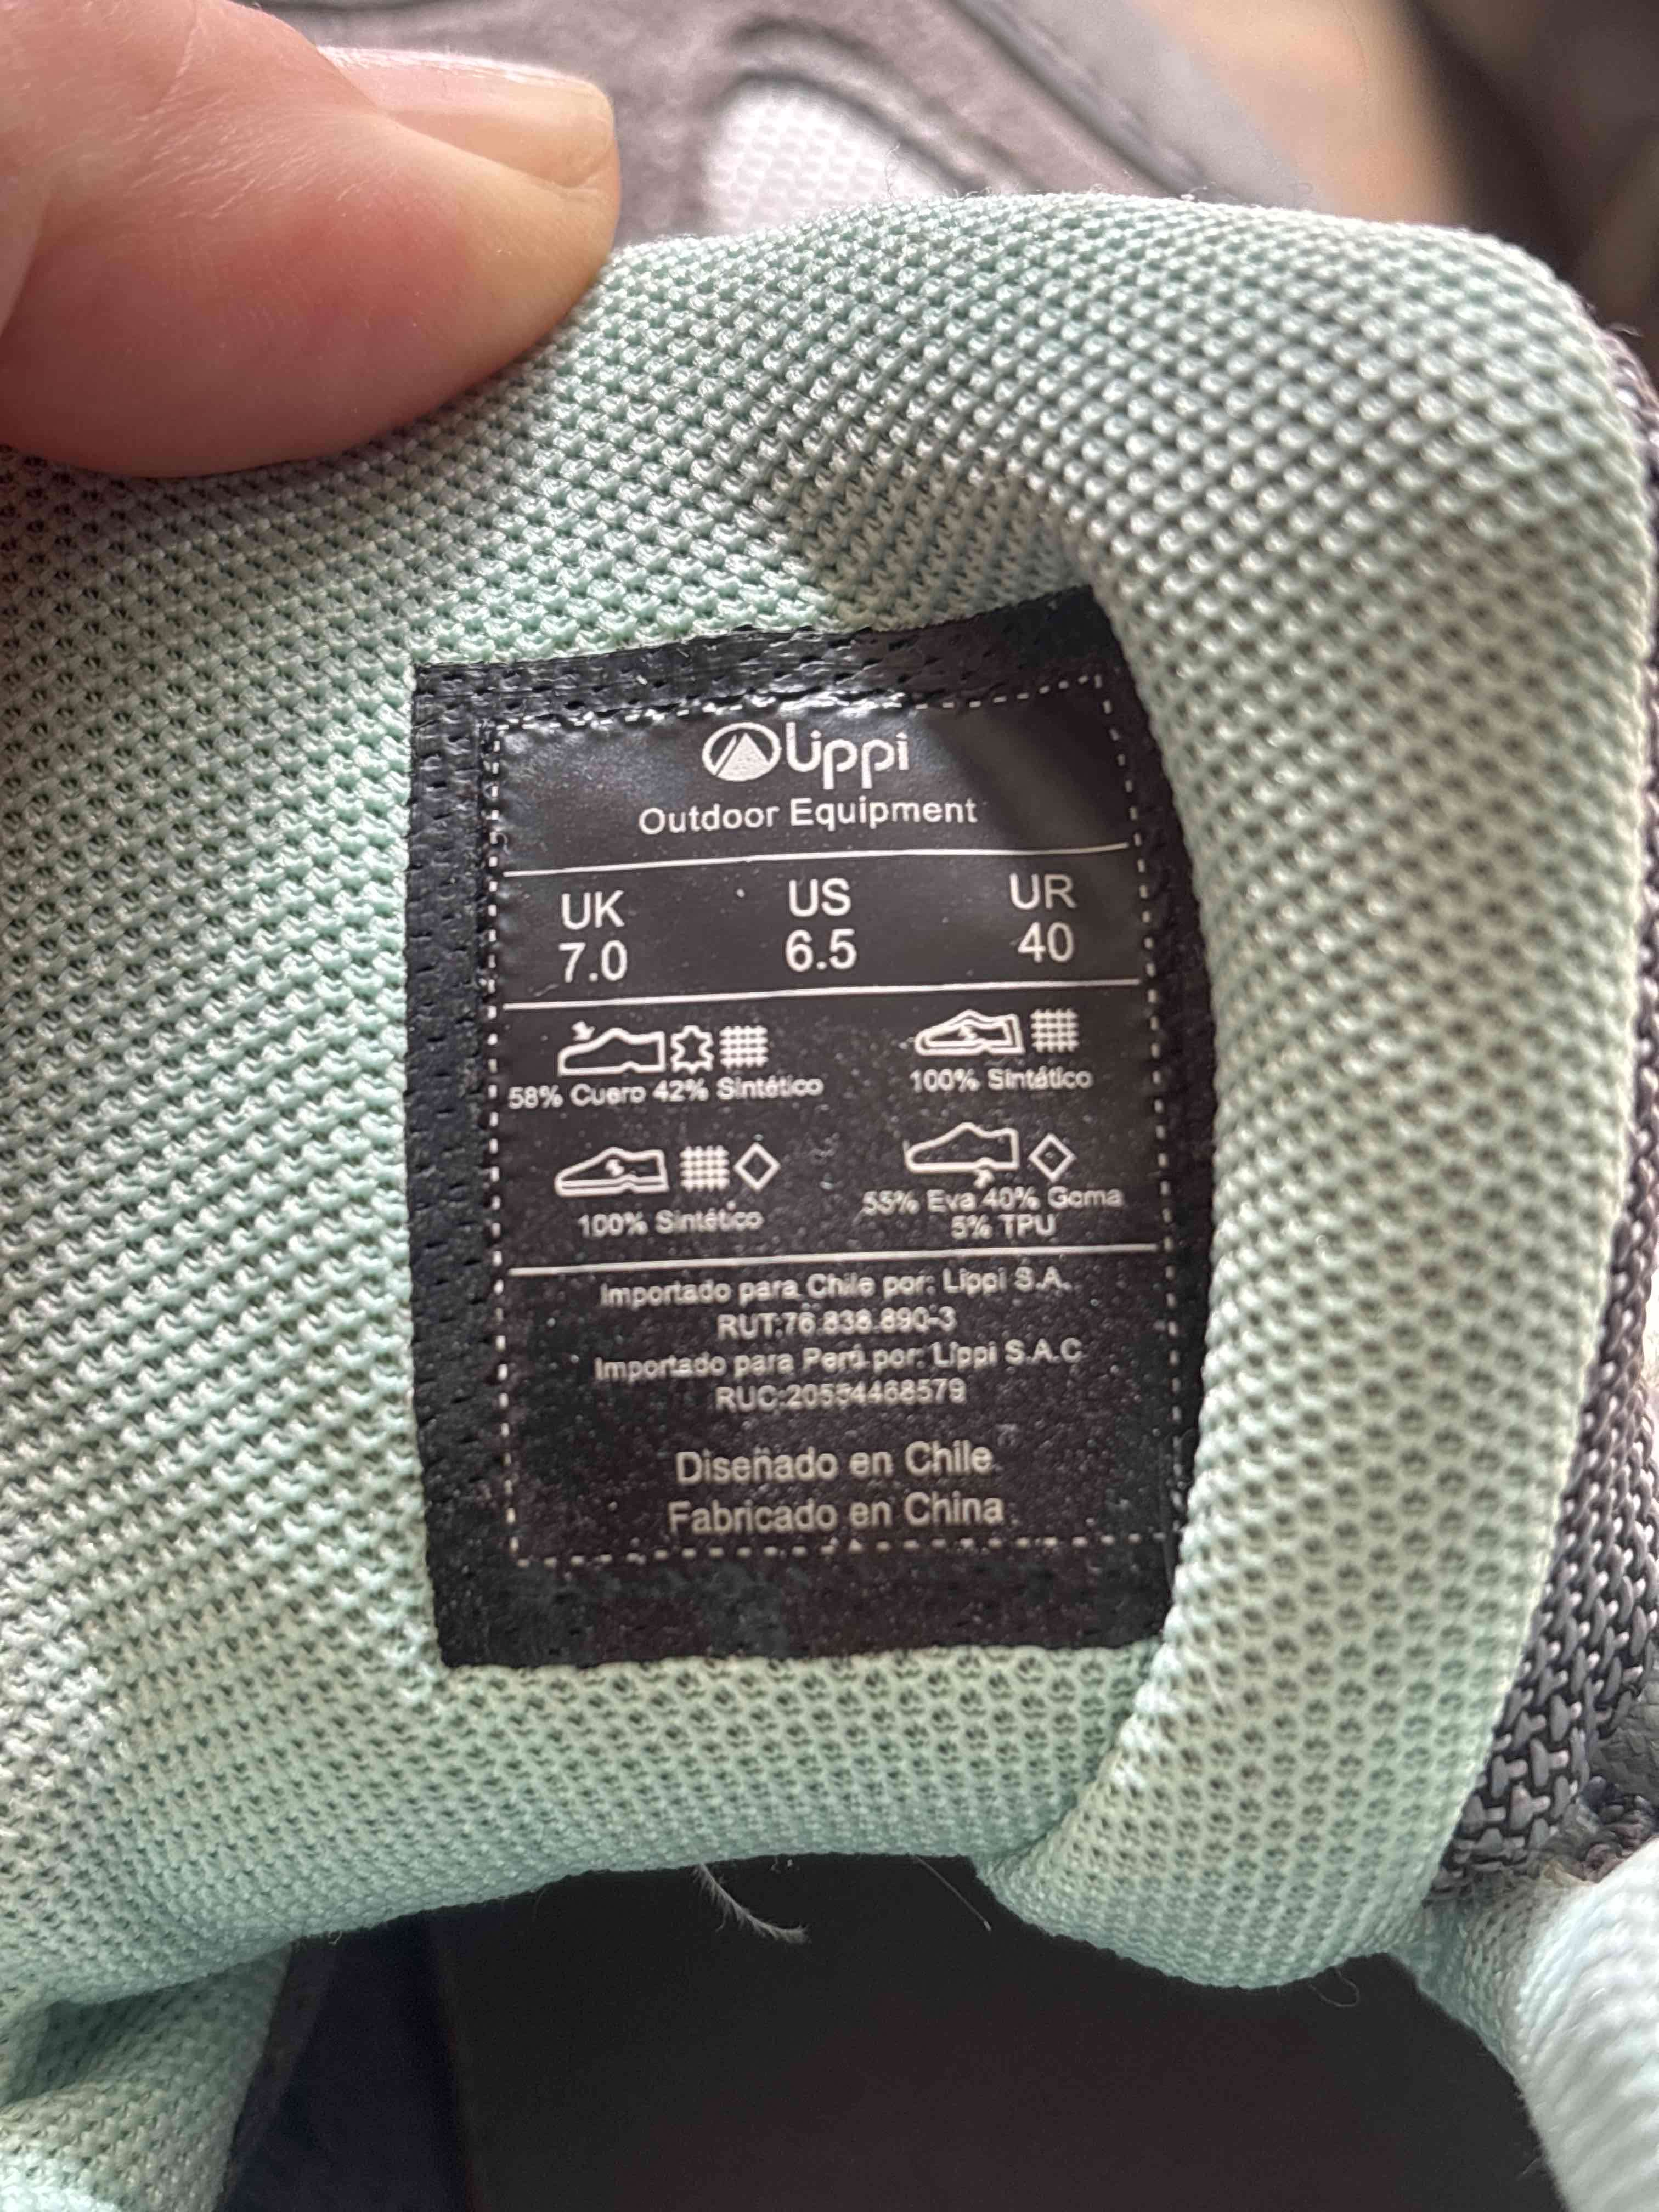 Lippi
Outdoor Equipment
UK US UR
7.0 6.5 40
58% Cuero 42% Sintético 100% Sintético
100% Sintético 55% Eva 40% Goma
5% TPU
Importado para Chile por: Lippi S.A.
RUT:76.838.890-3
Importado para Perú por: Lippi S.A.C
RUC:20554468579
Diseñado en Chile
Fabricado en China